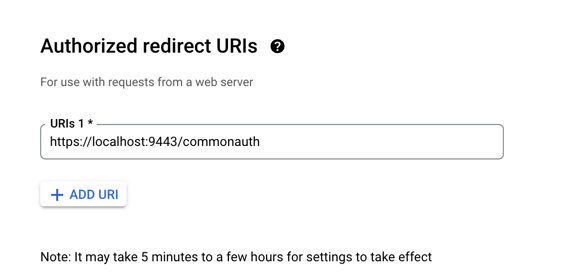 Authorized redirect URIs ?
For use with requests from a web server
URIs 1 *
https://localhost:9443/commonauth
+ ADD URI
Note: It may take 5 minutes to a few hours for settings to take effect